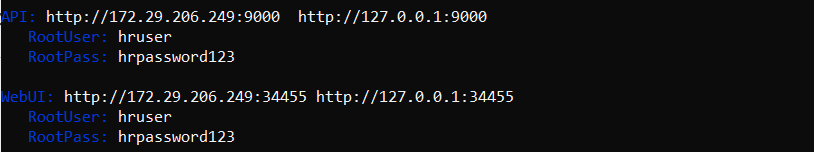 API: http://172.29.206.249:9000  http://127.0.0.1:9000
RootUser: hruser
RootPass: hrpassword123
WebUI: http://172.29.206.249:34455 http://127.0.0.1:34455
RootUser: hruser
RootPass: hrpassword123